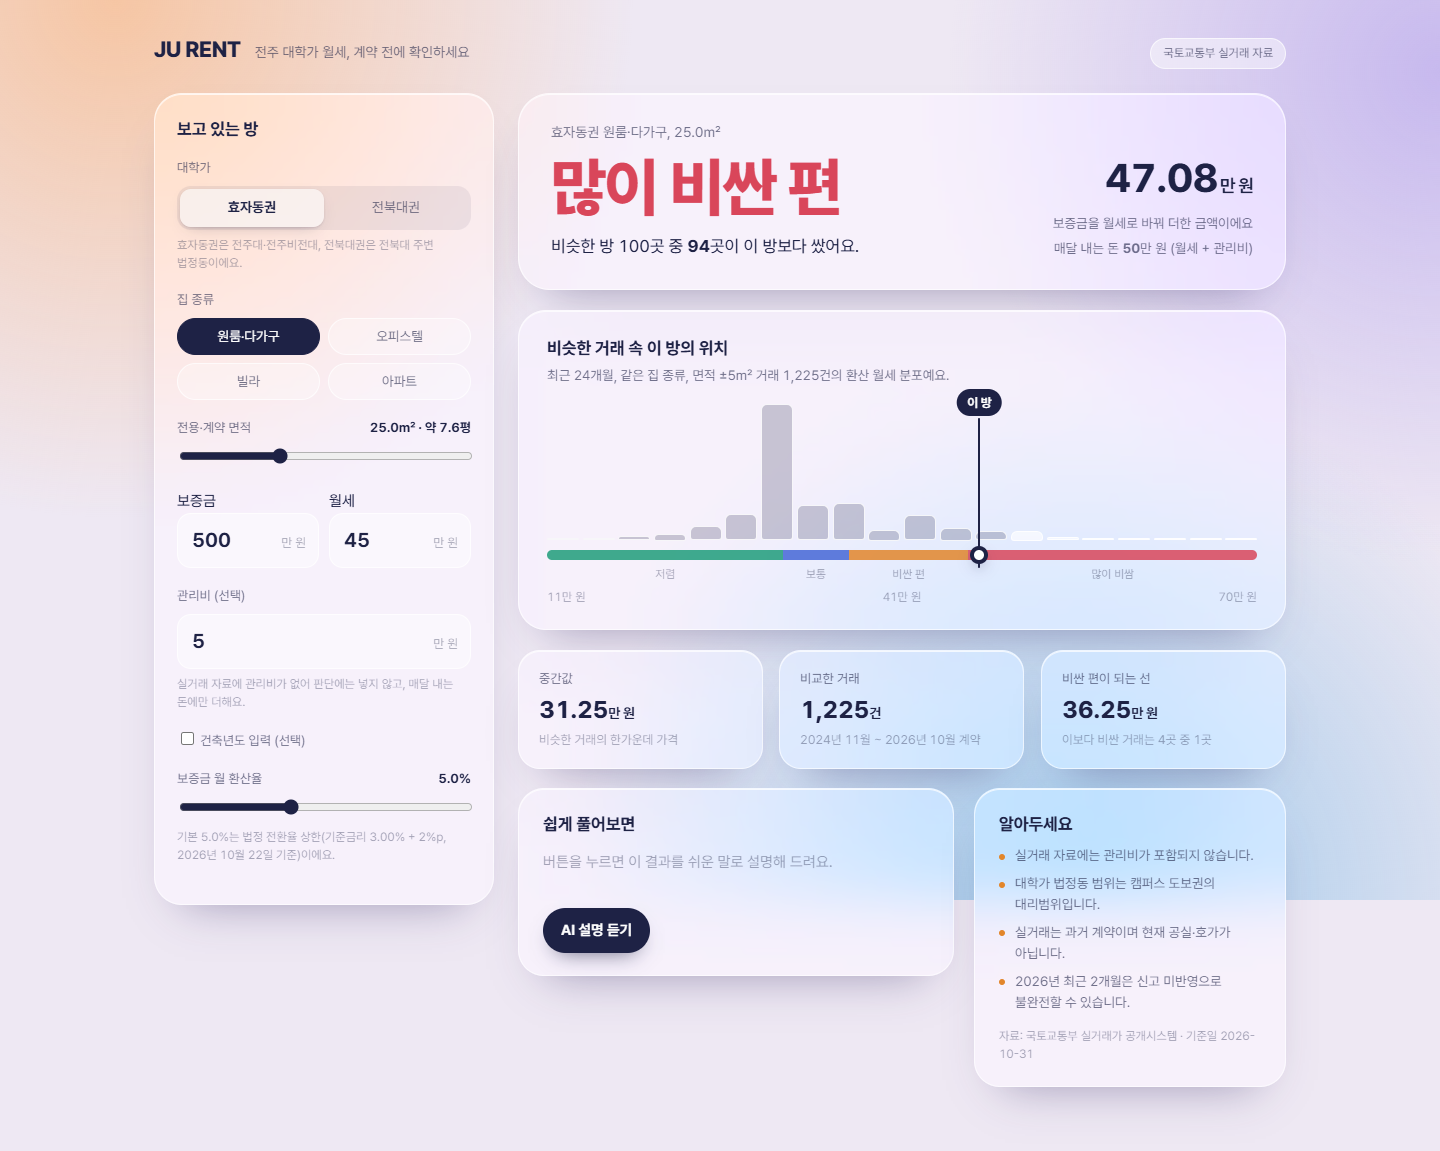 JU RENT 전주 대학가 월세, 계약 전에 확인하세요
국토교통부 실거래 자료
보고 있는 방
대학가
효자동권 전북대권
효자동권은 전주대·전주비전대, 전북대권은 전북대 주변
법정동이에요.
집 종류
원룸·다가구 오피스텔
빌라 아파트
전용·계약 면적 25.0m² · 약 7.6평
보증금 월세
500 만 원 45 만 원
관리비 (선택)
5 만 원
실거래 자료에 관리비가 없어 판단에는 넣지 않고, 매달 내는
돈에만 더해요.
건축년도 입력 (선택)
보증금 월 환산율 5.0%
기본 5.0%는 법정 전환율 상한(기준금리 3.00% + 2%p,
2026년 10월 22일 기준)이에요.
효자동권 원룸·다가구, 25.0m²
많이 비싼 편
비슷한 방 100곳 중 94곳이 이 방보다 쌌어요.
47.08만 원
보증금을 월세로 바꿔 더한 금액이에요
매달 내는 돈 50만 원 (월세 + 관리비)
비슷한 거래 속 이 방의 위치
최근 24개월, 같은 집 종류, 면적 ±5m² 거래 1,225건의 환산 월세 분포예요.
이 방
저렴 보통 비싼 편 많이 비쌈
11만 원 41만 원 70만 원
중간값
31.25만 원
비슷한 거래의 한가운데 가격
비교한 거래
1,225건
2024년 11월 ~ 2026년 10월 계약
비싼 편이 되는 선
36.25만 원
이보다 비싼 거래는 4곳 중 1곳
쉽게 풀어보면
버튼을 누르면 이 결과를 쉬운 말로 설명해 드려요.
AI 설명 듣기
알아두세요
실거래 자료에는 관리비가 포함되지 않습니다.
대학가 법정동 범위는 캠퍼스 도보권의
대리범위입니다.
실거래는 과거 계약이며 현재 공실·호가가
아닙니다.
2026년 최근 2개월은 신고 미반영으로
불완전할 수 있습니다.
자료: 국토교통부 실거래가 공개시스템 · 기준일 2026-
10-31